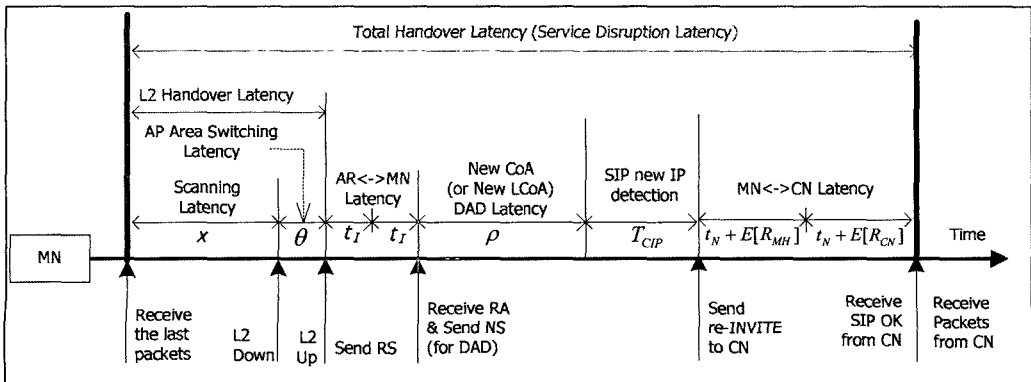 Total Handover Latency (Service Disruption Latency)
L2 Handover Latency
AP Area Switching
Latency
Scanning
Latency
x
θ
AR<->MN
Latency
t_I
t_I
New CoA
(or New LCoA)
DAD Latency
ρ
SIP new IP
detection
T_CIP
MN<->CN Latency
t_N + E[R_MH]
t_N + E[R_CN]
Time
MN
Receive
the last
packets
L2
Down
L2
Up
Send RS
Receive RA
& Send NS
(for DAD)
Send
re-INVITE
to CN
Receive
SIP OK
from CN
Receive
Packets
from CN